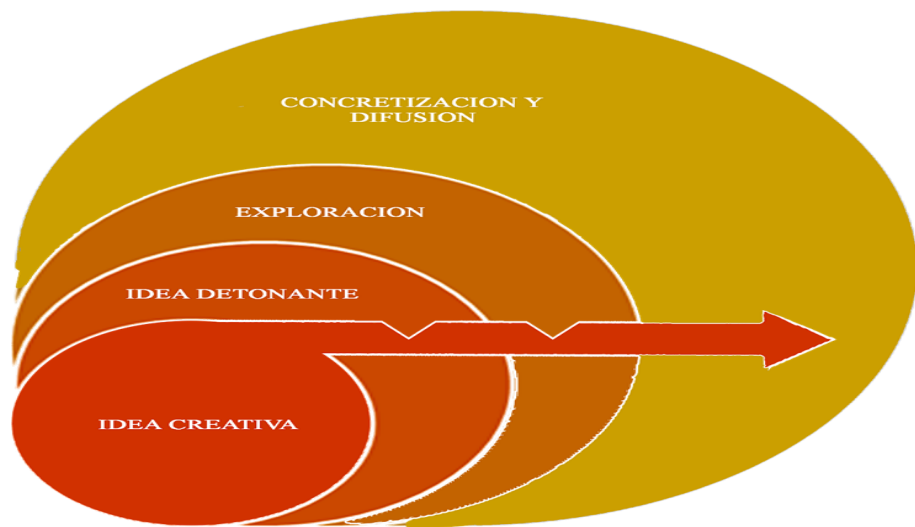 CONCRETIZACION Y
DIFUSION
EXPLORACION
IDEA DETONANTE
IDEA CREATIVA